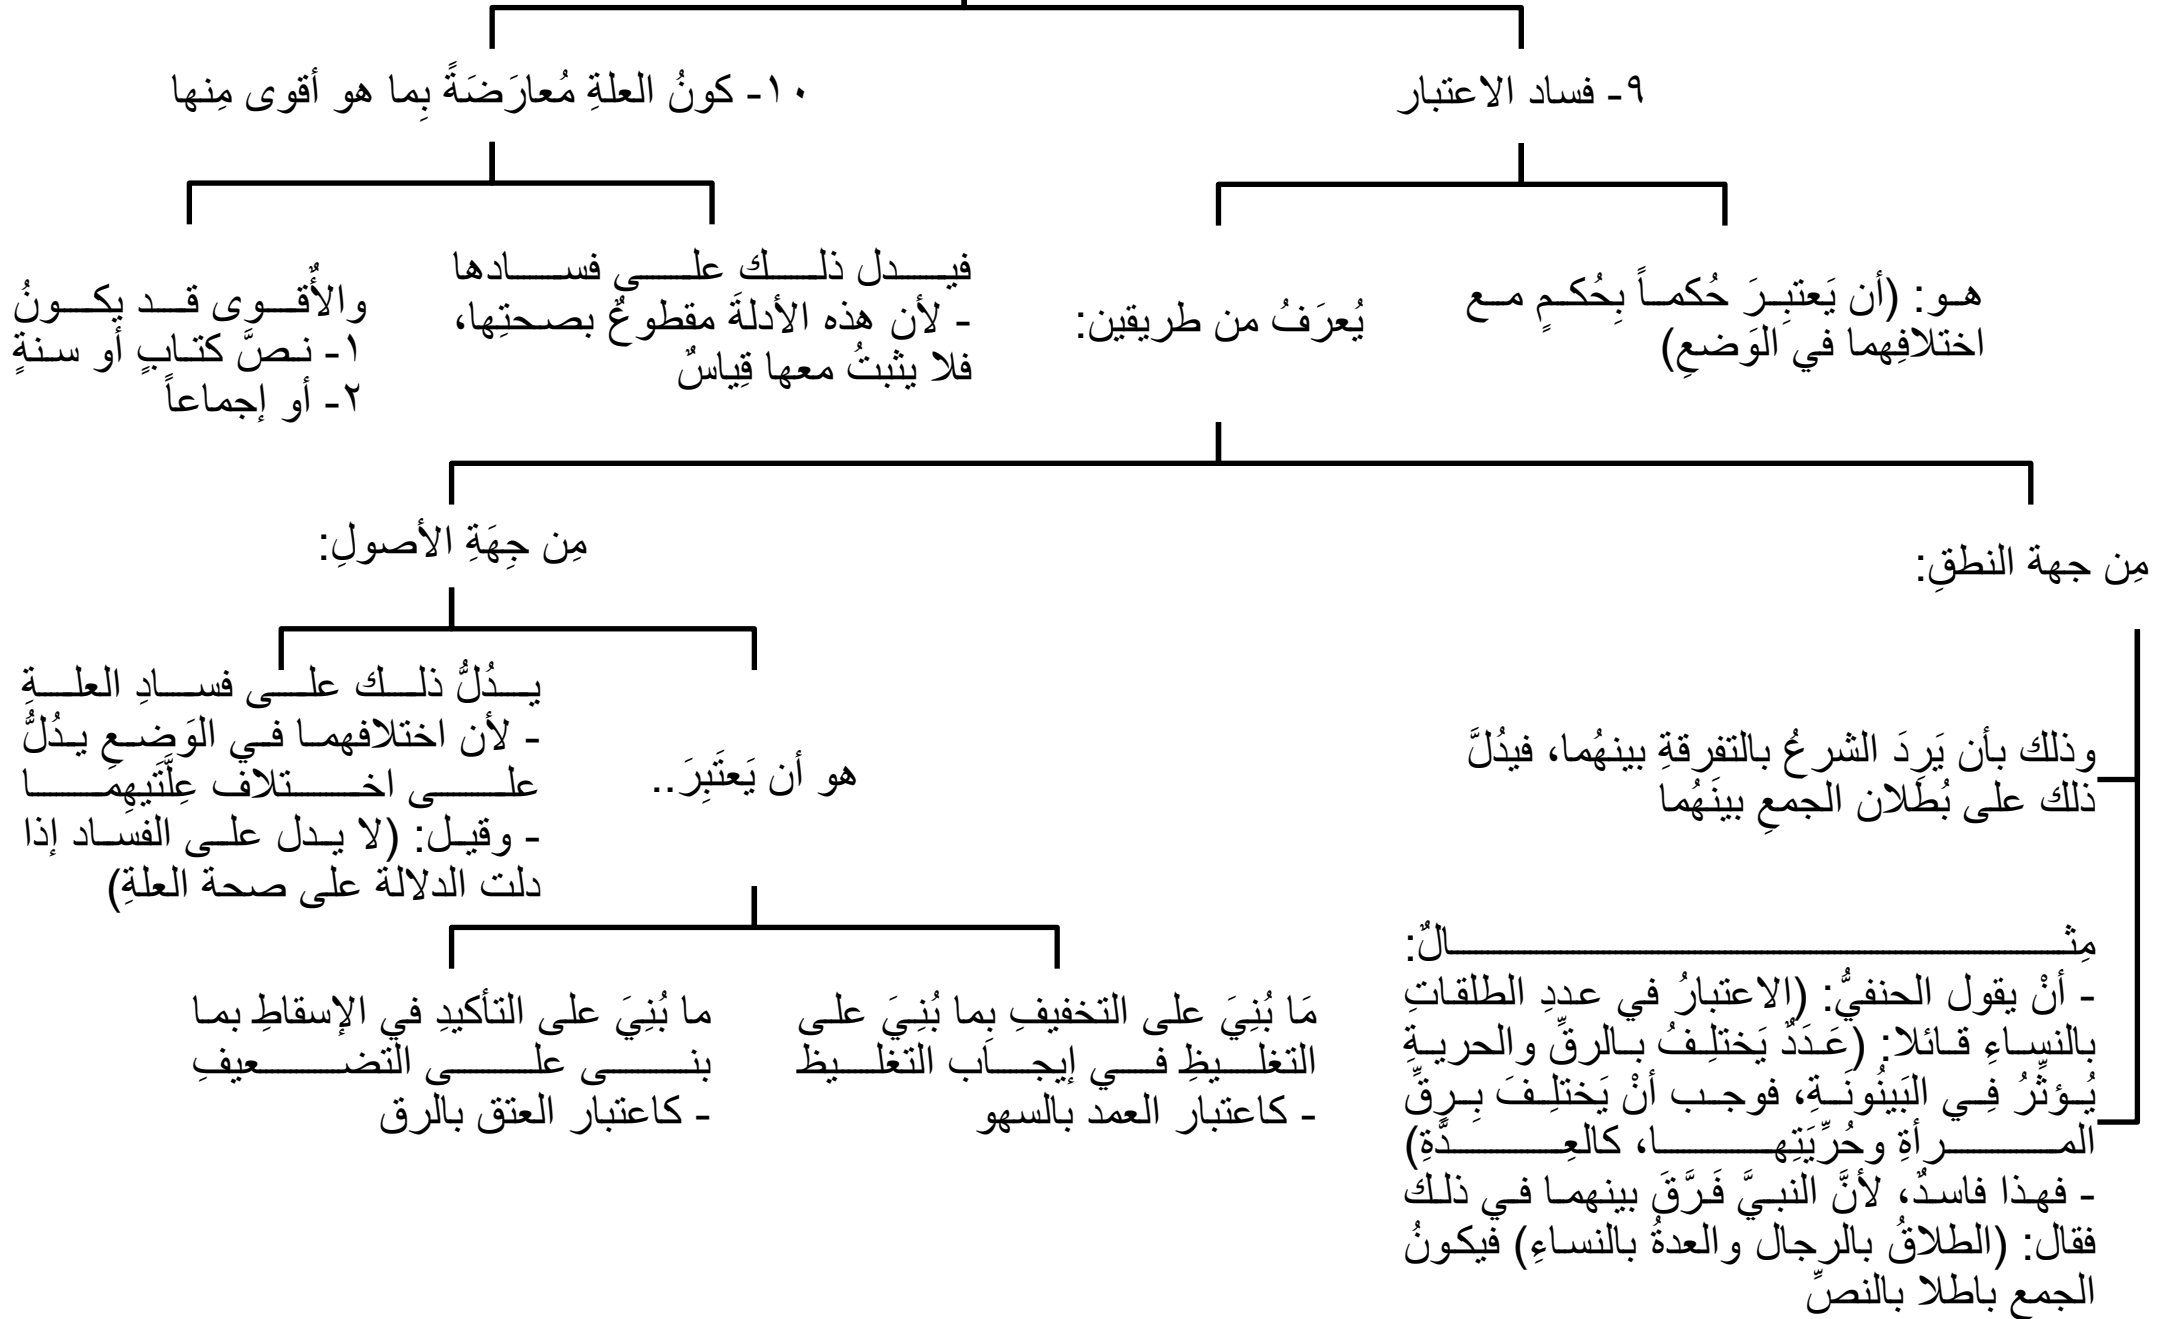 ٩- فساد الاعتبار
١٠- كونُ العلةِ مُعارَضَةً بِما هو أقوى مِنها
هو: (أن يَعتبِرَ حُكماً بِحُكمٍ مع
اختلافِهما في الوَضعِ)
يُعرَفُ من طريقين:
فيدل ذلك على فسادها
- لأن هذه الأدلةَ مقطوعٌ بصحتِها،
فلا يثبتُ معها قِياسٌ
والأٌقوى قد يكونُ
١- نصَّ كتابٍ أو سنةٍ
٢- أو إجماعاً
مِن جهة النطقِ:
مِن جِهَةِ الأصولِ:
وذلك بأن يَرِدَ الشرعُ بالتفرقةِ بينهُما، فيدُلَّ
ذلك على بُطلان الجمعِ بينَهُما
مِثالٌ:
- أنْ يقول الحنفيُّ: (الاعتبارُ في عددِ الطلقاتِ
بالنساءِ قائلا: (عَدَدٌ يَختلِفُ بالرقِّ والحريةِ
يُؤثِّرُ فِي البَينُونَةِ، فوجب أنْ يَختلِفَ بِرِقِّ
المرأةِ وحُرِّيَتِها، كالعِدَّةِ)
- فهذا فاسدٌ، لأنَّ النبيَّ فَرَّقَ بينهما في ذلك
فقال: (الطلاقُ بالرجال والعدةُ بالنساءِ) فيكونُ
الجمع باطلا بالنصِّ
هو أن يَعتَبِرَ..
يدُلُّ ذلك على فسادِ العلةِ
- لأن اختلافهما في الوَضعِ يدُلُّ
على اختلاف عِلَّتَيهِمَا
- وقيل: (لا يدل على الفساد إذا
دلت الدلالة على صحة العلةِ)
مَا بُنِيَ على التخفيفِ بِما بُنِيَ على
التغليظِ في إيجاب التغليظ
- كاعتبار العمد بالسهو
ما بُنِيَ على التأكيدِ في الإسقاطِ بما
بنى على التضعيفِ
- كاعتبار العتق بالرق